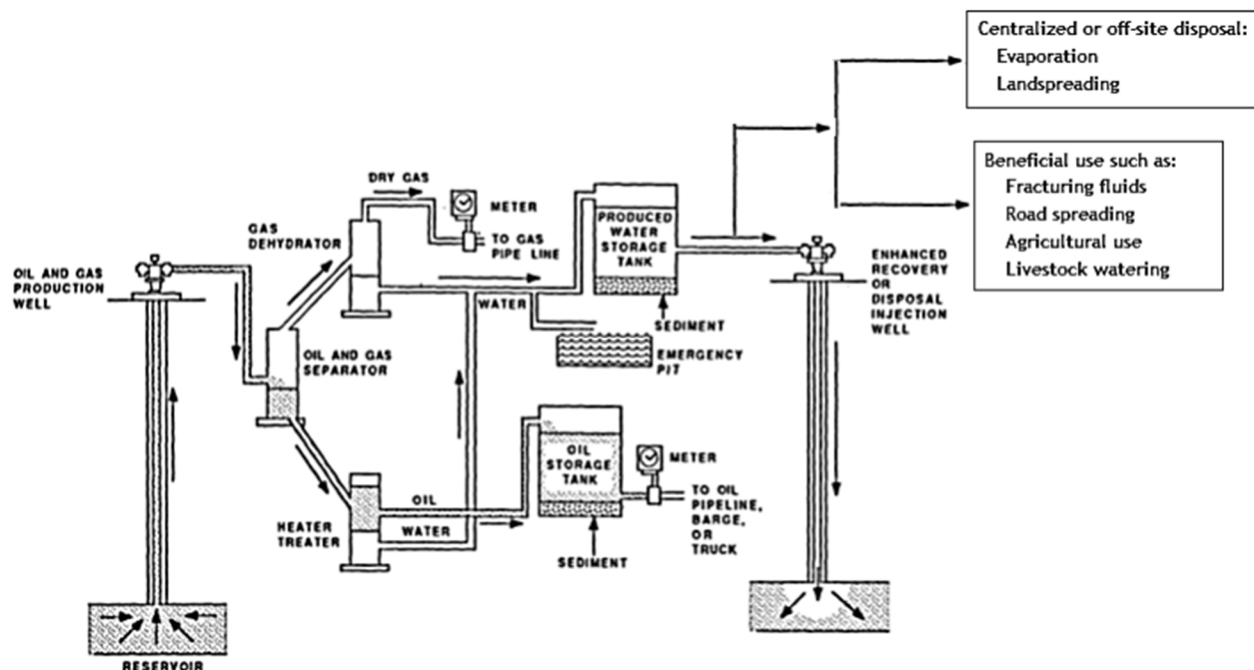 Centralized or off-site disposal:
Evaporation
Landspreading
Beneficial use such as:
Fracturing fluids
Road spreading
Agricultural use
Livestock watering
DRY GAS
METER
TO GAS
PIPE LINE
GAS
DEHYDRATOR
OIL AND GAS
PRODUCTION
WELL
OIL AND GAS
SEPARATOR
WATER
PRODUCED
WATER
STORAGE
TANK
SEDIMENT
EMERGENCY
PIT
ENHANCED
RECOVERY
OR
DISPOSAL
INJECTION
WELL
HEATER
TREATER
OIL
WATER
OIL
STORAGE
TANK
METER
TO OIL
PIPELINE,
BARGE,
OR
TRUCK
SEDIMENT
RESERVOIR